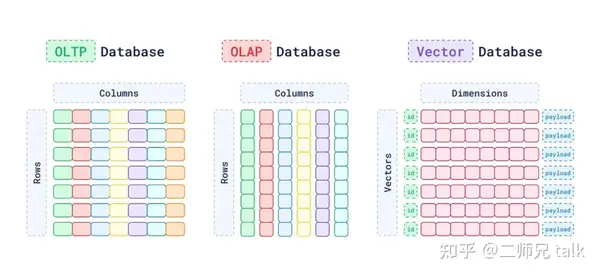 OLTP Database
OLAP Database
Vector Database
Columns
Columns
Dimensions
Rows
Rows
Vectors
id payload
id payload
id payload
id payload
id payload
id payload
id payload
知乎 @二师兄 talk